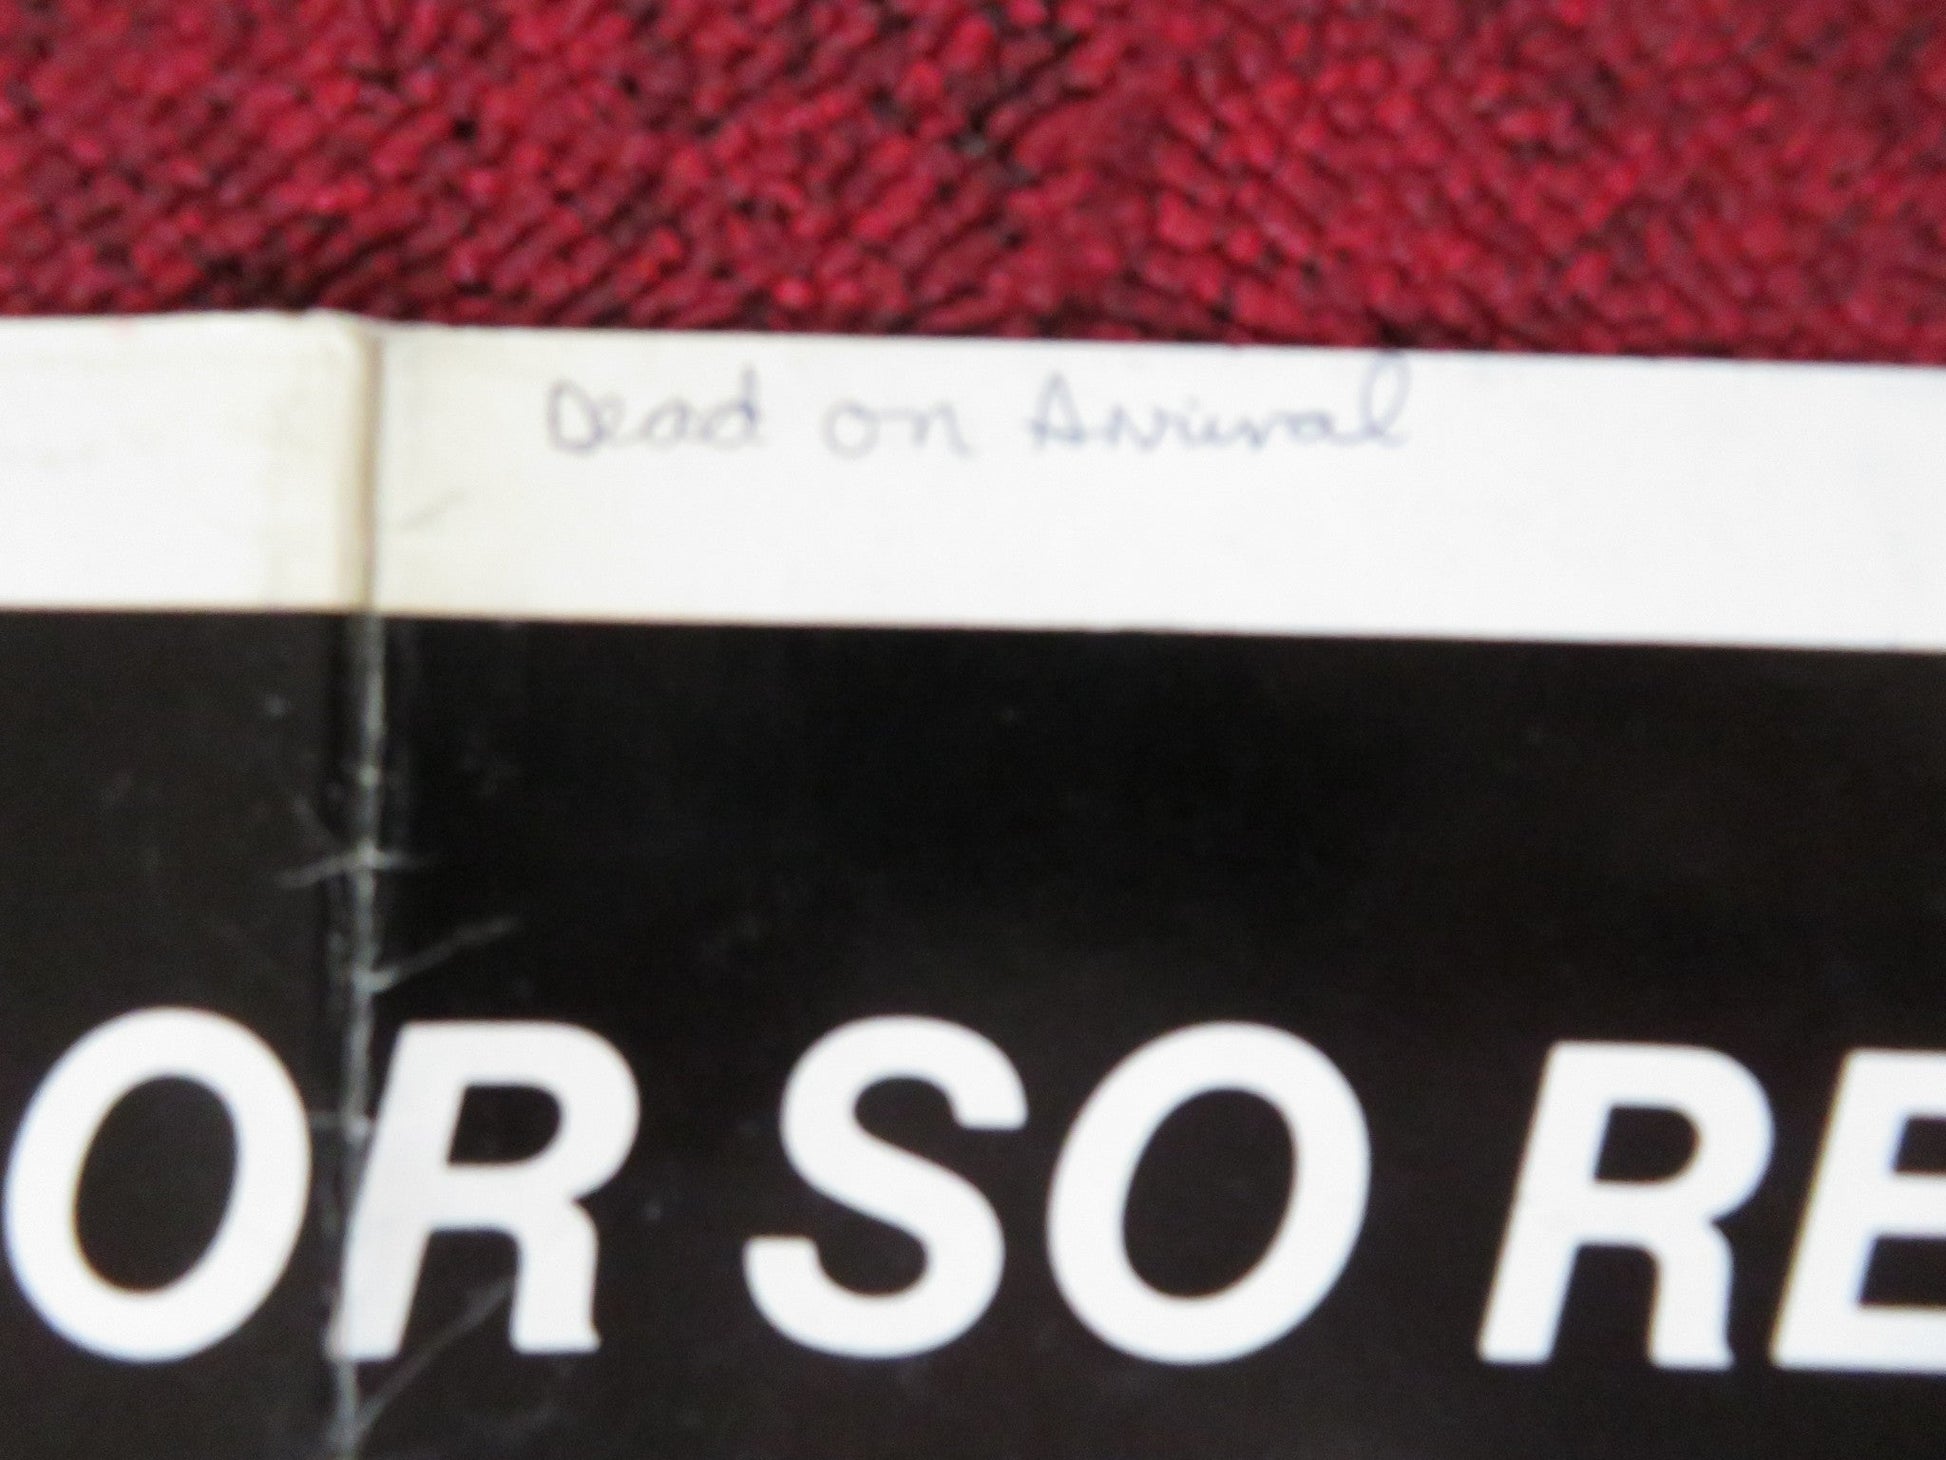 Dead on Arrival
OR SO RE